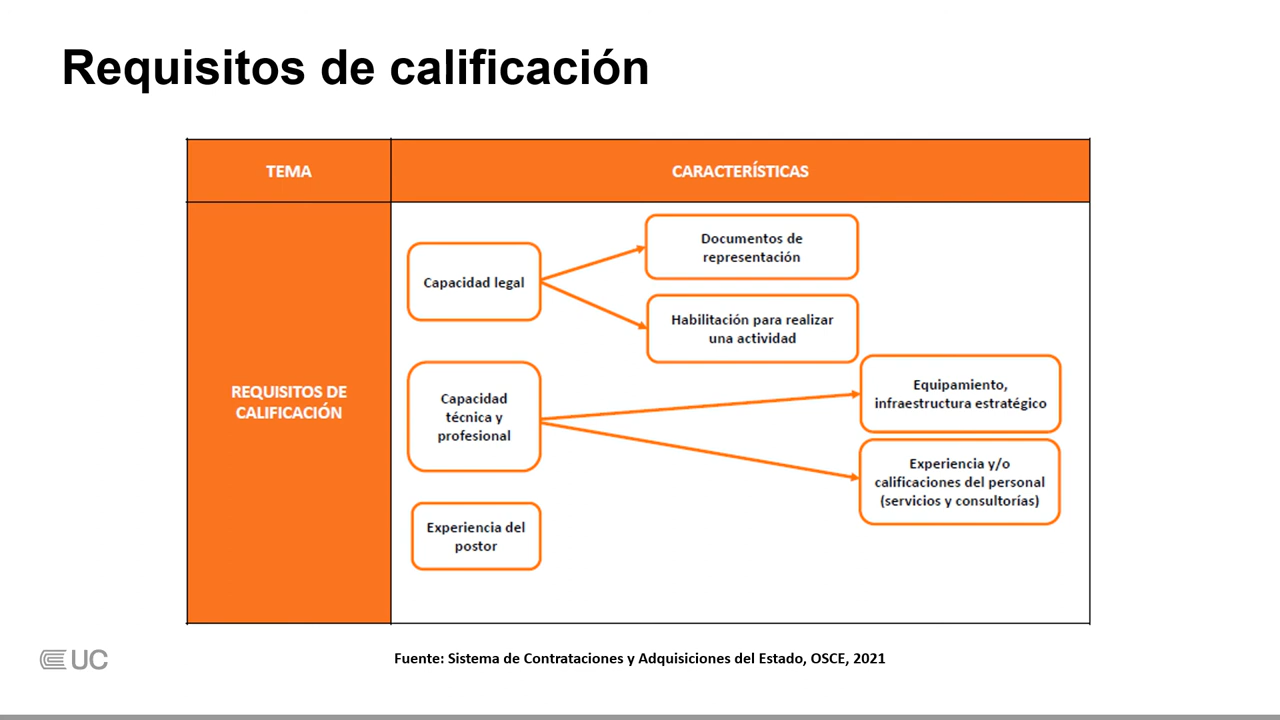 Requisitos de calificación
TEMA
CARACTERÍSTICAS
REQUISITOS DE
CALIFICACIÓN
Capacidad legal
Documentos de
representación
Habilitación para realizar
una actividad
Capacidad
técnica y
profesional
Equipamiento,
infraestructura estratégico
Experiencia y/o
calificaciones del personal
(servicios y consultorías)
Experiencia del
postor
UC
Fuente: Sistema de Contrataciones y Adquisiciones del Estado, OSCE, 2021